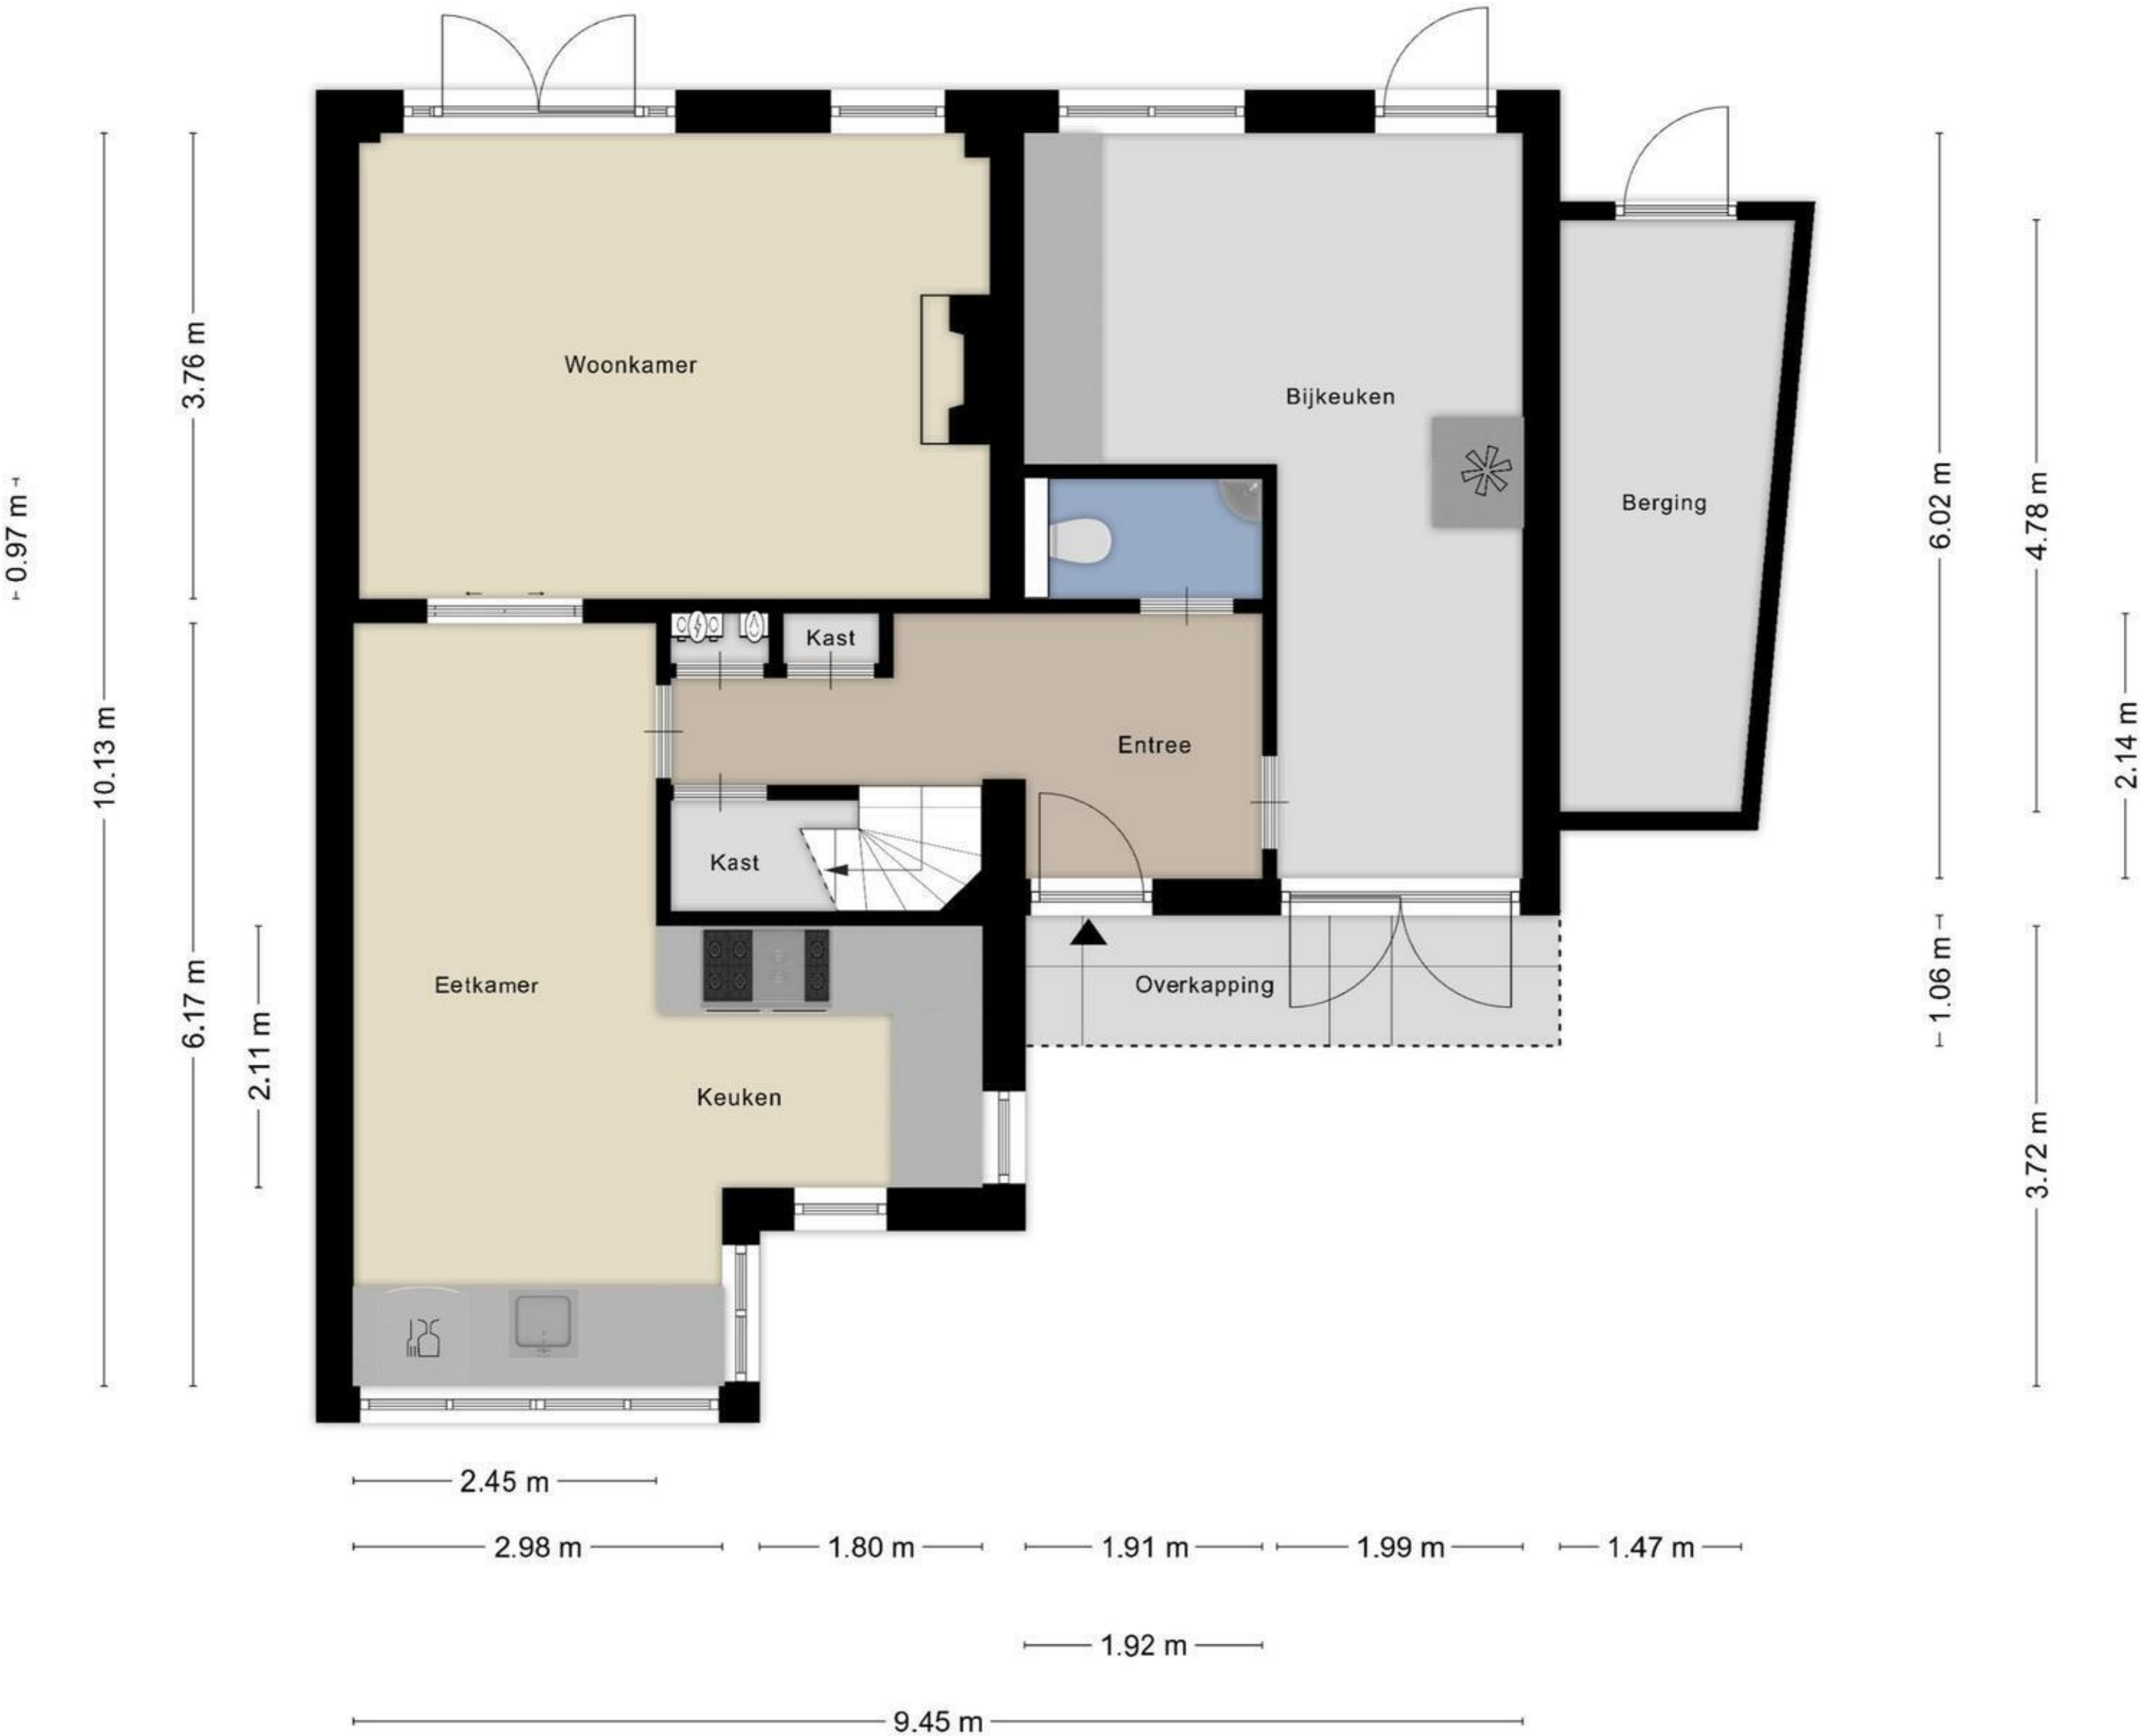 Woonkamer
Bijkeuken
Berging
Kast
Entree
Kast
Eetkamer
Overkapping
Keuken
0.97 m
10.13 m
3.76 m
6.17 m
2.11 m
6.02 m
1.06 m
4.78 m
3.72 m
2.14 m
2.45 m
2.98 m
1.80 m
1.91 m
1.99 m
1.47 m
1.92 m
9.45 m